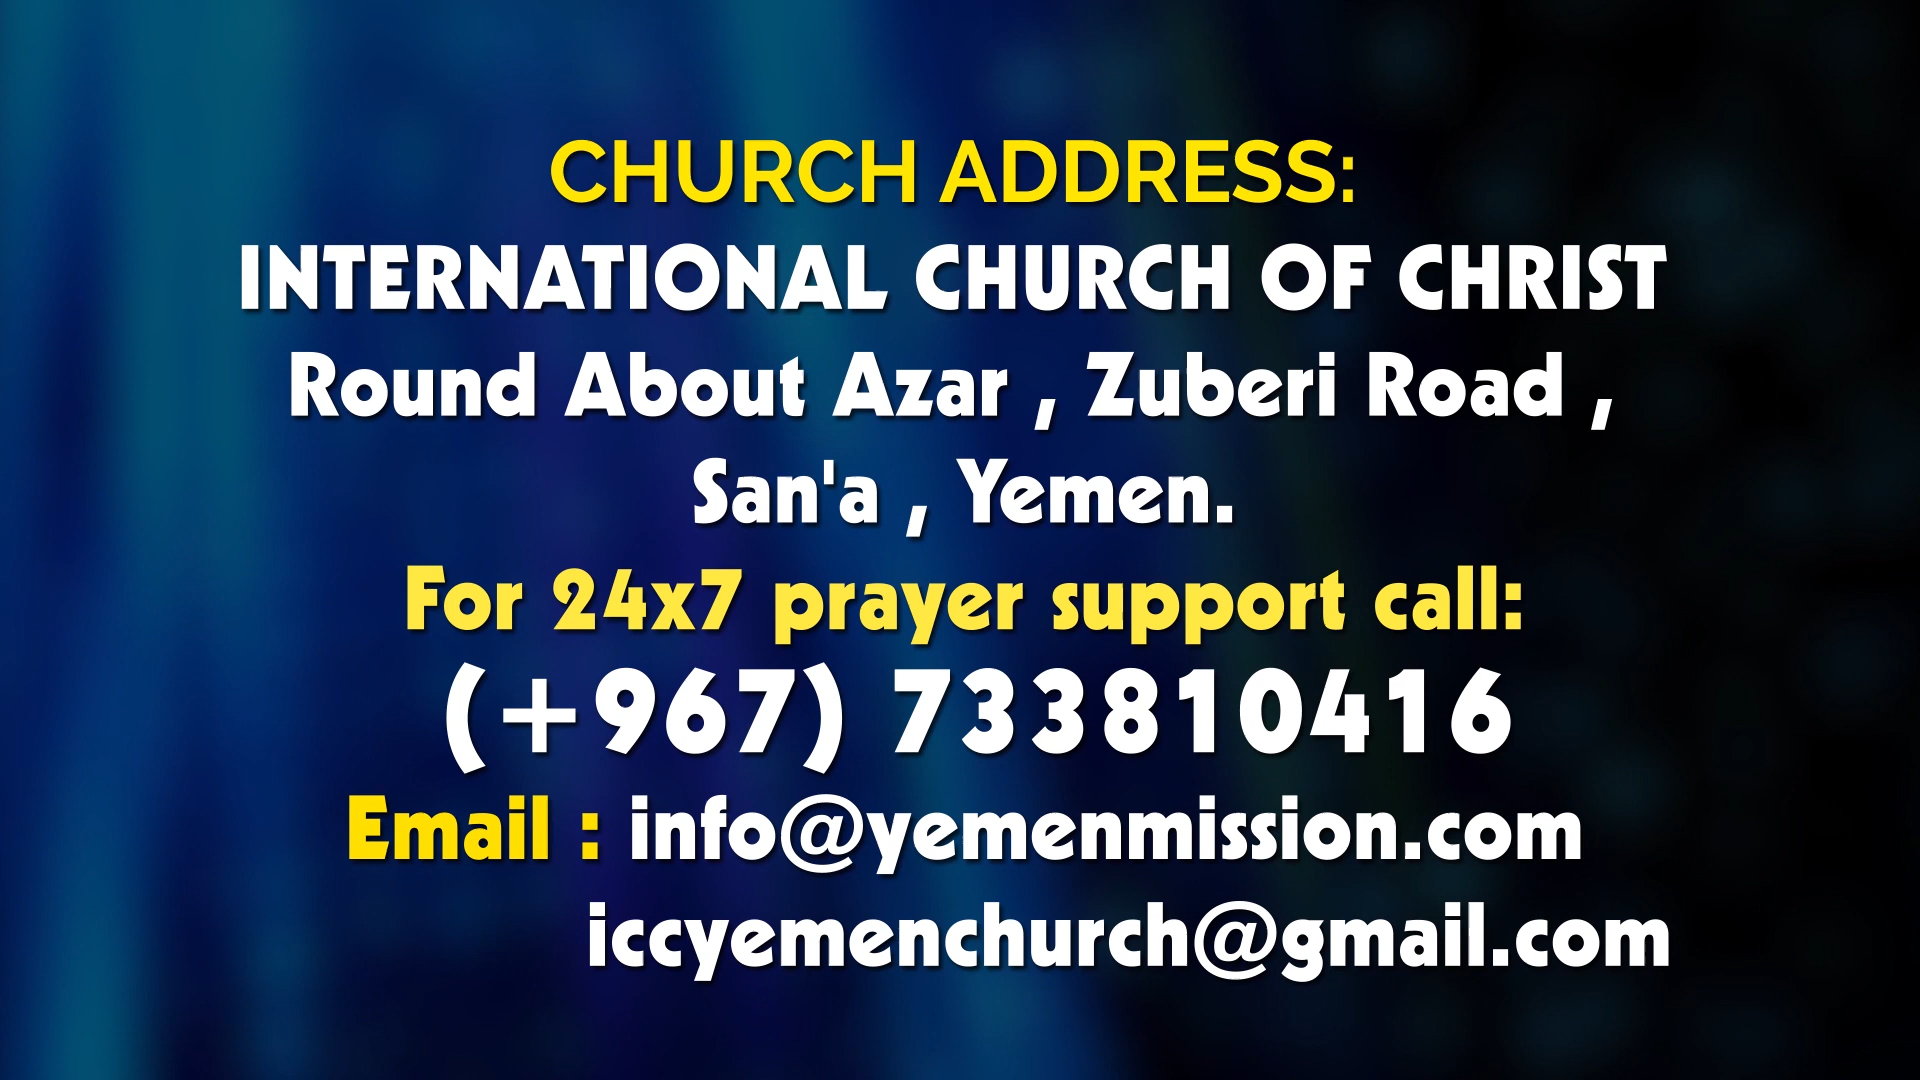 CHURCH ADDRESS:
INTERNATIONAL CHURCH OF CHRIST
Round About Azar , Zuberi Road ,
San'a , Yemen.
For 24x7 prayer support call:
(+967) 733810416
Email : info@yemenmission.com
iccyemenchurch@gmail.com